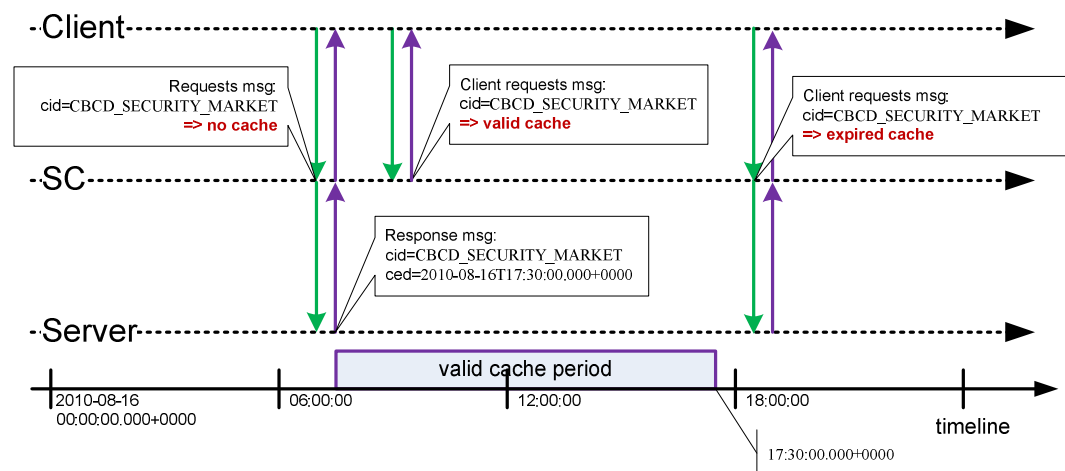 Client
Requests msg:
cid=CBCD_SECURITY_MARKET
=> no cache
Client requests msg:
cid=CBCD_SECURITY_MARKET
=> valid cache
Client requests msg:
cid=CBCD_SECURITY_MARKET
=> expired cache
SC
Response msg:
cid=CBCD_SECURITY_MARKET
ced=2010-08-16T17:30:00.000+0000
Server
valid cache period
2010-08-16
00:00:00.000+0000
06:00:00
12:00:00
18:00:00
timeline
17:30:00.000+0000